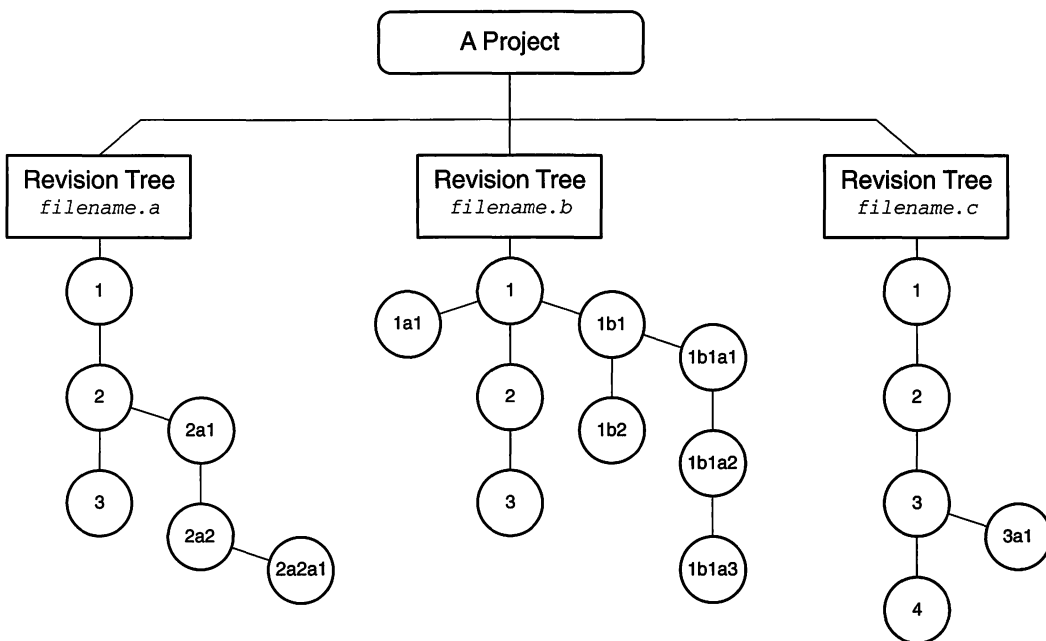 A Project
Revision Tree
filename.a
Revision Tree
filename.b
Revision Tree
filename.c
1
2
2a1
3
2a2
2a2a1
1
1a1
1b1
1b1a1
2
1b2
1b1a2
3
1b1a3
1
2
3
3a1
4